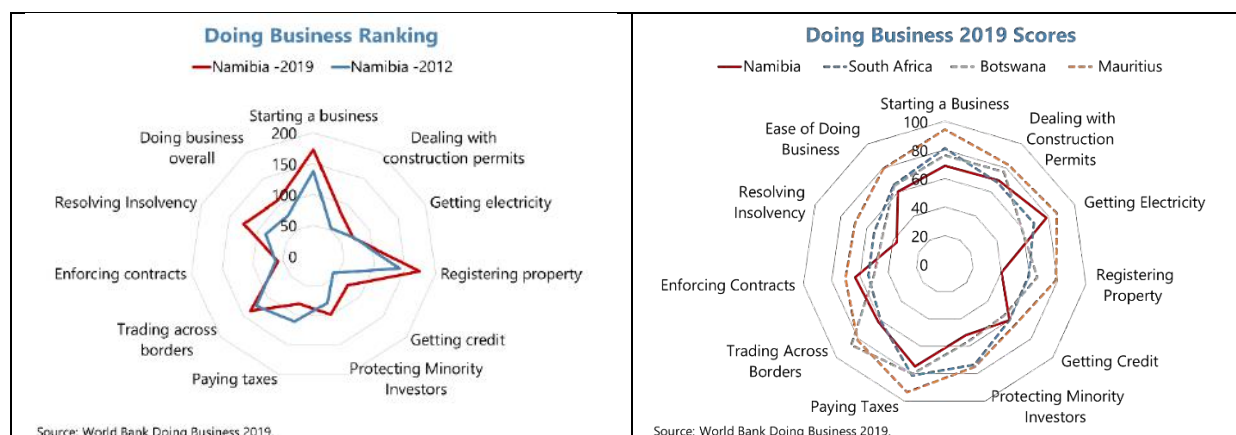 Doing Business Ranking
Namibia -2019 Namibia -2012
Starting a business
200
150
100
50
0
Doing business
overall
Dealing with
construction permits
Resolving Insolvency
Getting electricity
Enforcing contracts
Registering property
Trading across
borders
Getting credit
Paying taxes
Protecting Minority
Investors
Source: World Bank Doing Business 2019.
Doing Business 2019 Scores
Namibia South Africa Botswana Mauritius
Starting a Business
100
80
60
40
20
0
Ease of Doing
Business
Dealing with
Construction
Permits
Resolving
Insolvency
Getting Electricity
Enforcing Contracts
Registering
Property
Trading Across
Borders
Getting Credit
Paying Taxes
Protecting Minority
Investors
Source: World Bank Doing Business 2019.